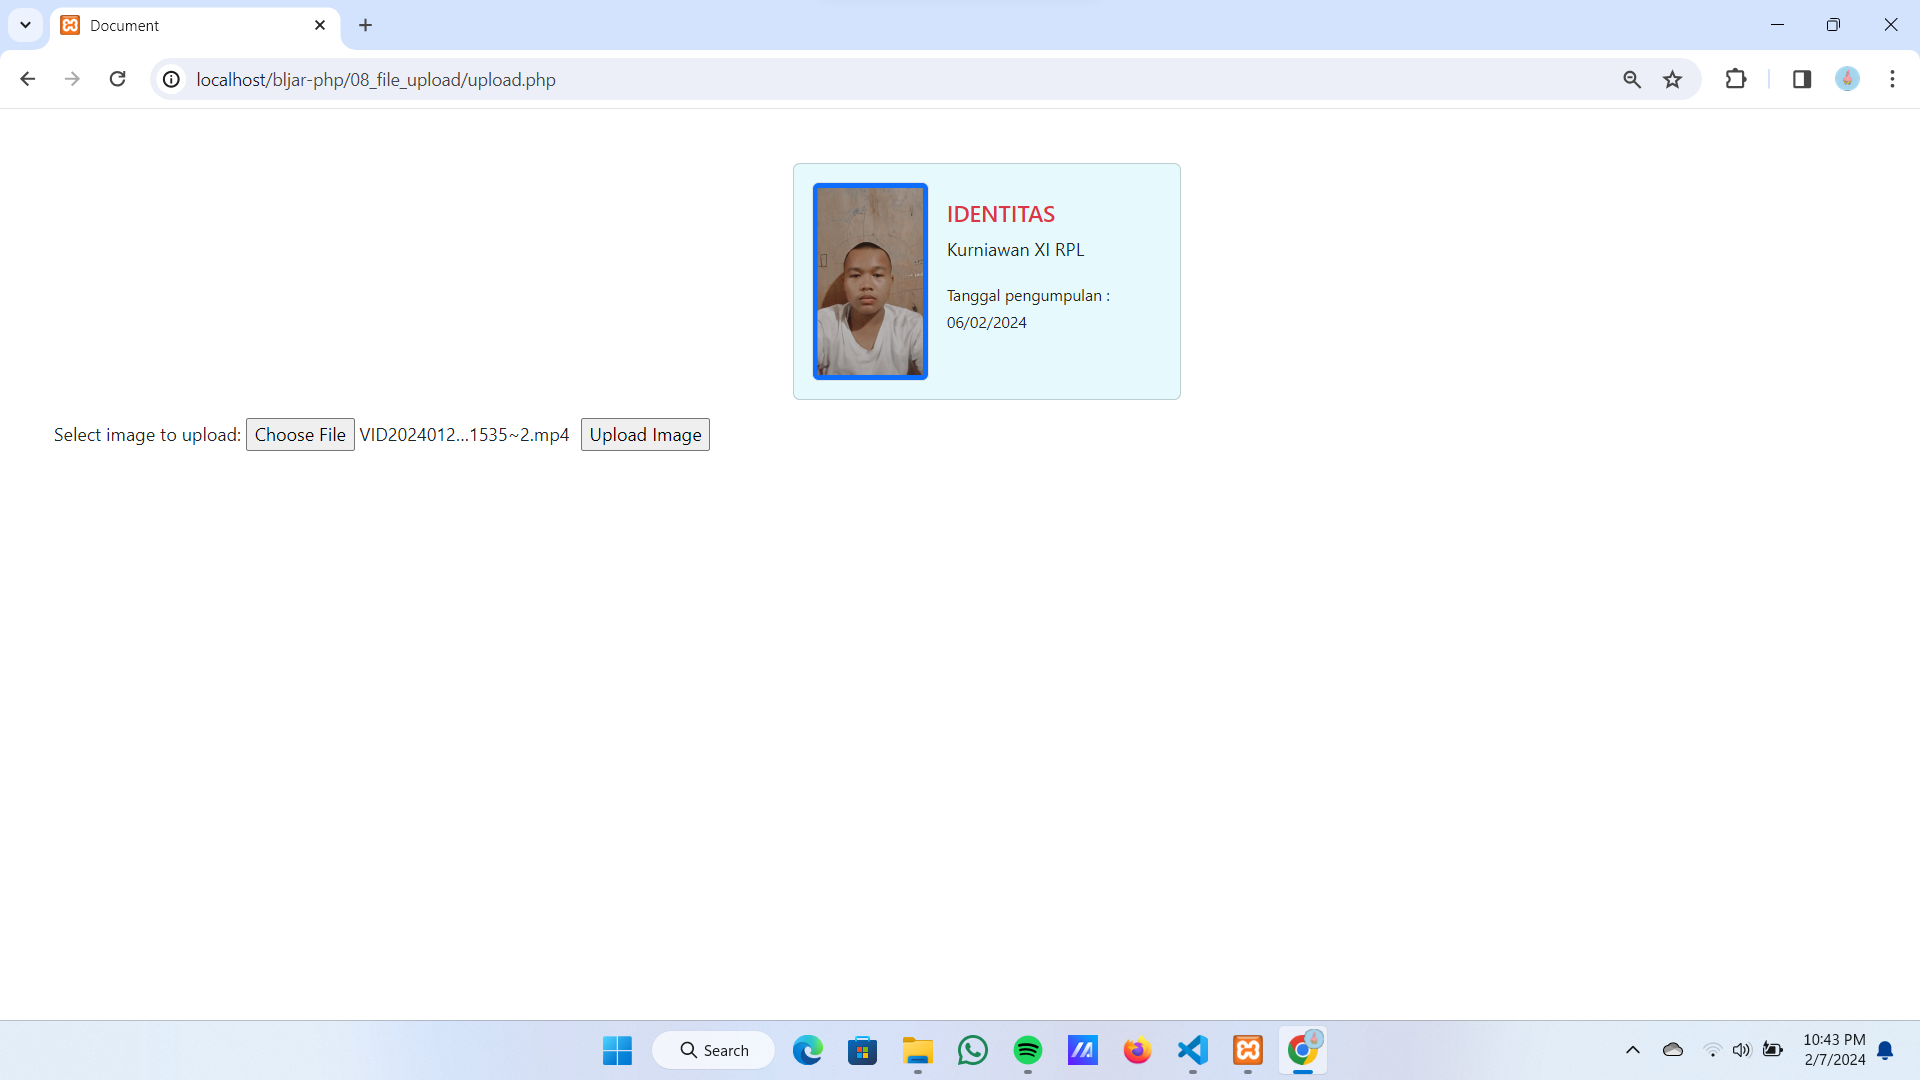 Document
localhost/bljar-php/08_file_upload/upload.php
IDENTITAS
Kurniawan XI RPL
Tanggal pengumpulan :
06/02/2024
Select image to upload: Choose File VID2024012...1535~2.mp4 Upload Image
Search
10:43 PM
2/7/2024